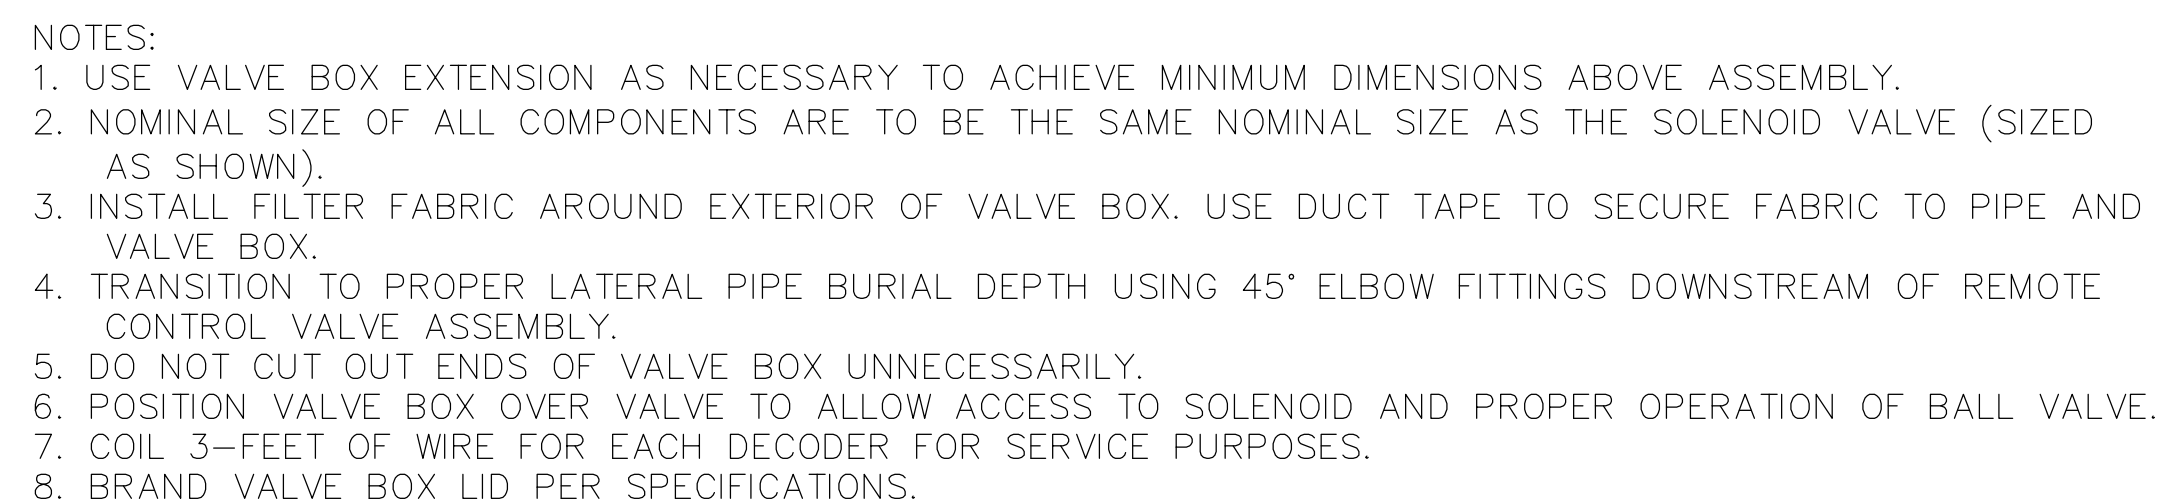 NOTES:
1. USE VALVE BOX EXTENSION AS NECESSARY TO ACHIEVE MINIMUM DIMENSIONS ABOVE ASSEMBLY.
2. NOMINAL SIZE OF ALL COMPONENTS ARE TO BE THE SAME NOMINAL SIZE AS THE SOLENOID VALVE (SIZED
AS SHOWN).
3. INSTALL FILTER FABRIC AROUND EXTERIOR OF VALVE BOX. USE DUCT TAPE TO SECURE FABRIC TO PIPE AND
VALVE BOX.
4. TRANSITION TO PROPER LATERAL PIPE BURIAL DEPTH USING 45° ELBOW FITTINGS DOWNSTREAM OF REMOTE
CONTROL VALVE ASSEMBLY.
5. DO NOT CUT OUT ENDS OF VALVE BOX UNNECESSARILY.
6. POSITION VALVE BOX OVER VALVE TO ALLOW ACCESS TO SOLENOID AND PROPER OPERATION OF BALL VALVE.
7. COIL 3-FEET OF WIRE FOR EACH DECODER FOR SERVICE PURPOSES.
8. BRAND VALVE BOX LID PER SPECIFICATIONS.